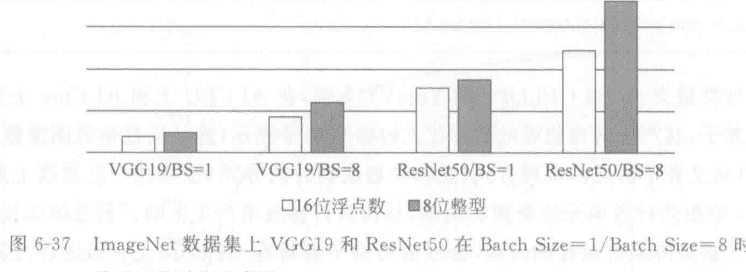 VGG19/BS=1 VGG19/BS=8 ResNet50/BS=1 ResNet50/BS=8
□16位浮点数 ■8位整型
图 6-37 ImageNet 数据集上 VGG19 和 ResNet50 在 Batch Size=1/Batch Size=8 时